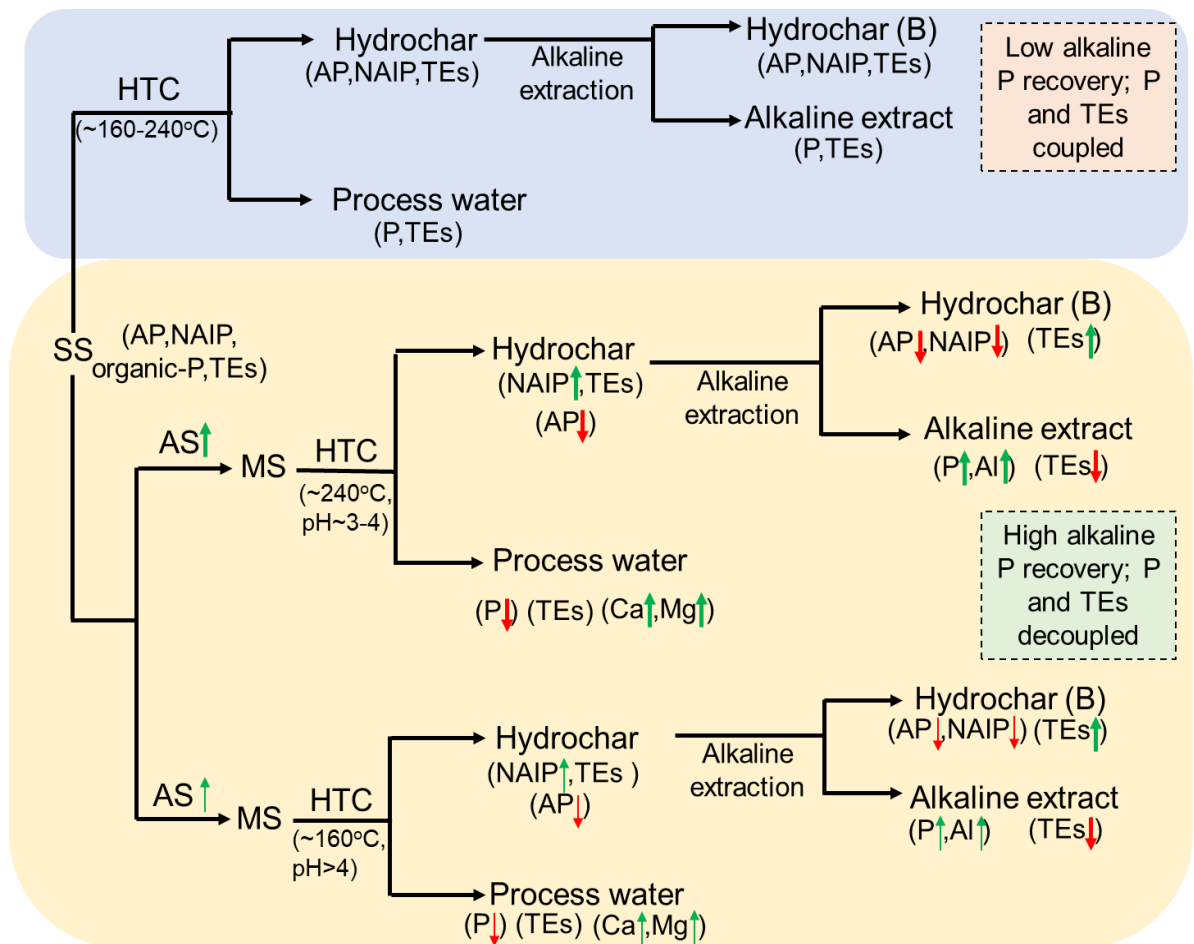 Hydrochar
(AP,NAIP,TEs)
Alkaline
extraction
Hydrochar (B)
(AP,NAIP,TEs)
Alkaline extract
(P,TEs)
Low alkaline
P recovery; P
and TEs
coupled
HTC
(~160-240ºC)
Process water
(P,TEs)
SS
(AP,NAIP,
organic-P,TEs)
AS↑
MS
HTC
(~240ºC,
pH~3-4)
Hydrochar
(NAIP↑,TEs)
(AP↓)
Alkaline
extraction
Hydrochar (B)
(AP↓,NAIP↓) (TEs↑)
Alkaline extract
(P↑,Al↑) (TEs↓)
Process water
(P↓) (TEs) (Ca↑,Mg↑)
High alkaline
P recovery; P
and TEs
decoupled
AS↑
MS
HTC
(~160ºC,
pH>4)
Hydrochar
(NAIP↑,TEs )
(AP↓)
Alkaline
extraction
Hydrochar (B)
(AP↓,NAIP↓) (TEs↑)
Alkaline extract
(P↑,Al↑) (TEs↓)
Process water
(P↓) (TEs) (Ca↑,Mg↑)